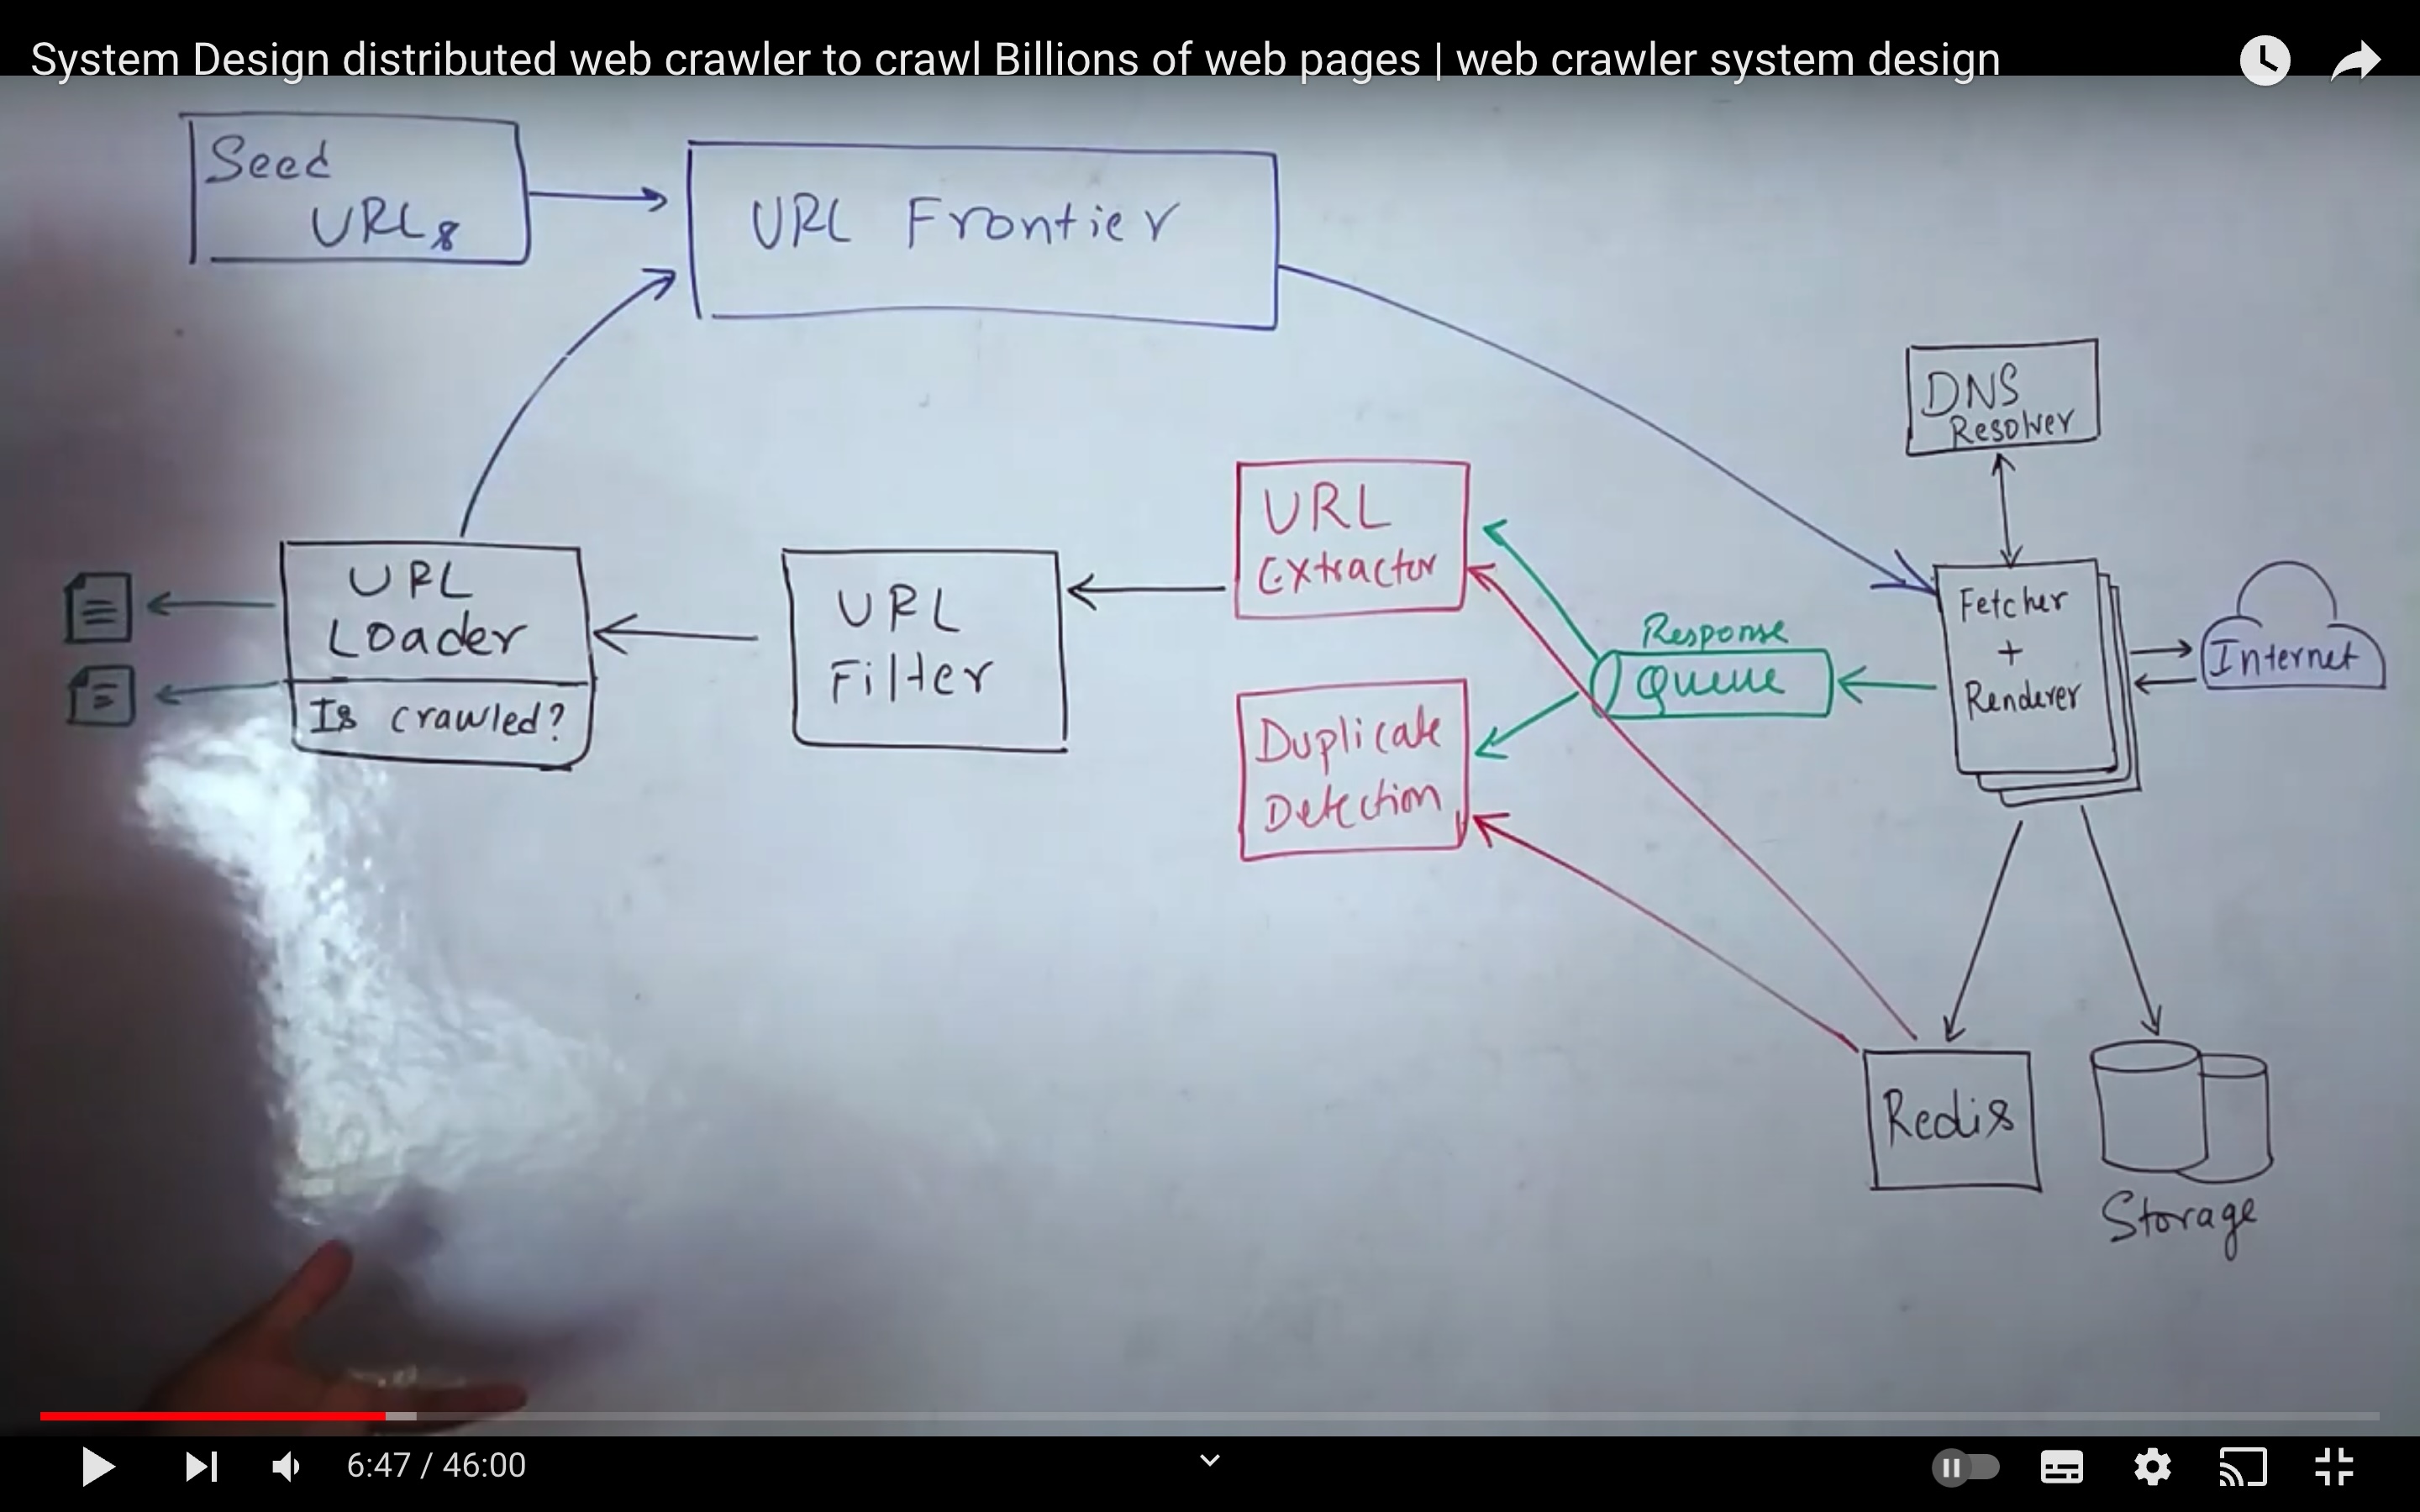 System Design distributed web crawler to crawl Billions of web pages | web crawler system design
Seed
URLs
URL Frontier
DNS
Resolver
URL
Extractor
Fetcher
+
Renderer
Internet
Response
Queue
URL
Loader
Is crawled?
URL
Filter
Duplicate
Detection
Redis
Storage
6:47 / 46:00